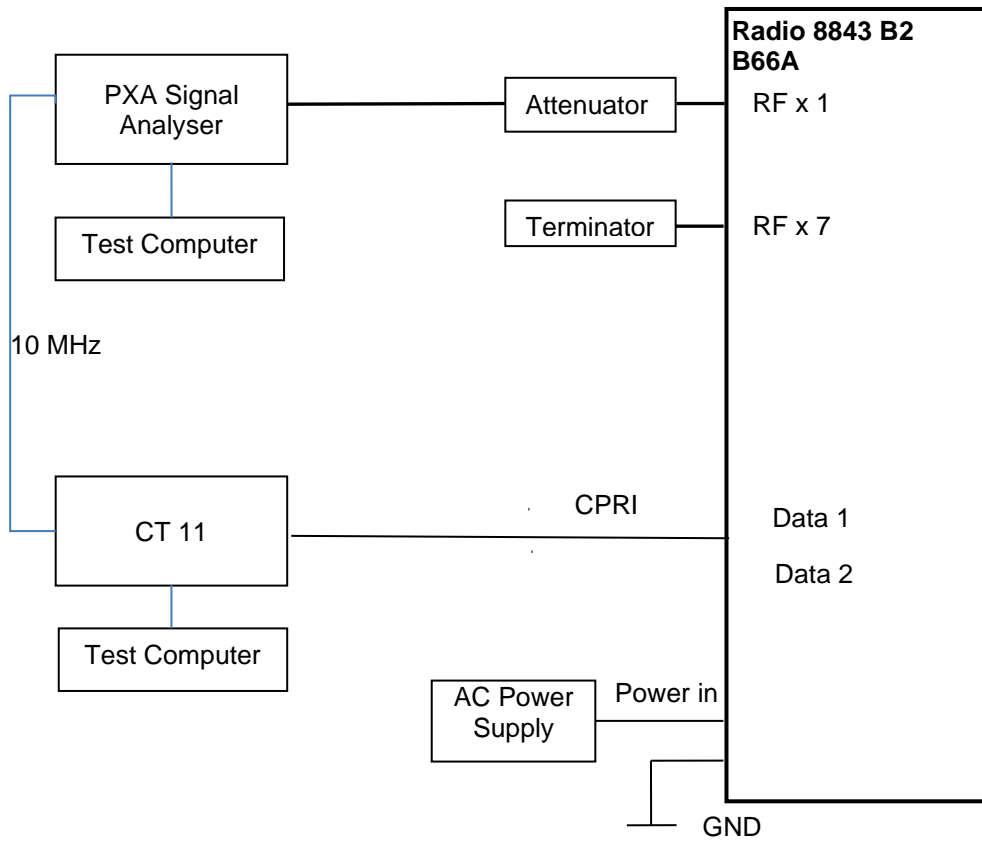 Radio 8843 B2
B66A
PXA Signal
Analyser
Attenuator
RF x 1
Test Computer
Terminator
RF x 7
10 MHz
CT 11
CPRI
Data 1
Data 2
Test Computer
AC Power
Supply
Power in
GND